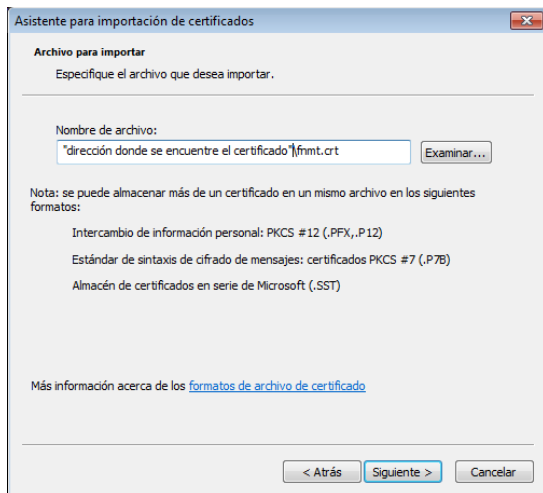 Asistente para importación de certificados
Archivo para importar
Especifique el archivo que desea importar.
Nombre de archivo:
"dirección donde se encuentre el certificado"\fnmt.crt
Examinar...
Nota: se puede almacenar más de un certificado en un mismo archivo en los siguientes
formatos:
Intercambio de información personal: PKCS #12 (.PFX,.P12)
Estándar de sintaxis de cifrado de mensajes: certificados PKCS #7 (.P7B)
Almacén de certificados en serie de Microsoft (.SST)
Más información acerca de los formatos de archivo de certificado
< Atrás Siguiente > Cancelar